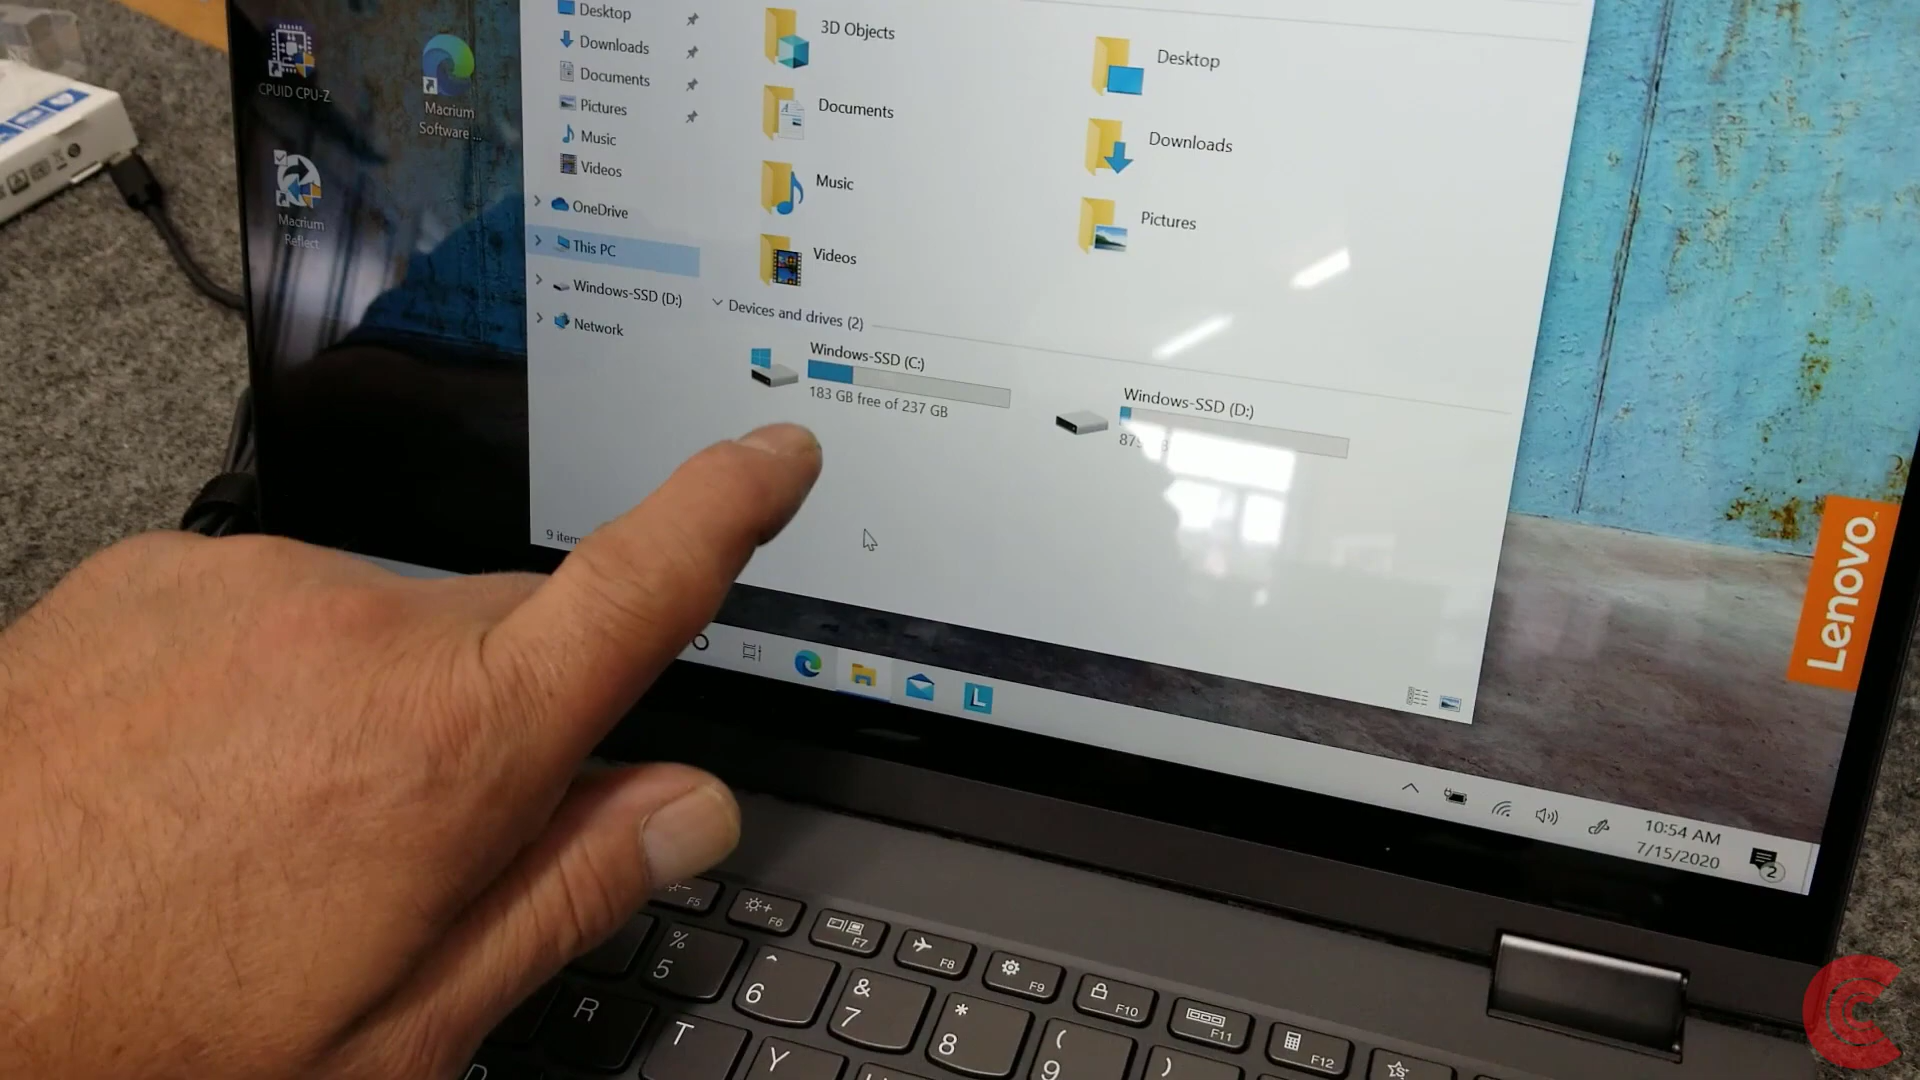 CPUID CPU-Z
Macrium
Software ...
Macrium
Reflect
Desktop
Downloads
Documents
Pictures
Music
Videos
OneDrive
This PC
Windows-SSD (D:)
Network
3D Objects
Desktop
Documents
Downloads
Music
Pictures
Videos
Devices and drives (2)
Windows-SSD (C:)
183 GB free of 237 GB
Windows-SSD (D:)
9 item
Lenovo
10:54 AM
7/15/2020
2
F5
F6
F7
F8
F9
F10
F11
F12
%
5
^
6
&
7
*
8
(
9
)
R
T
Y